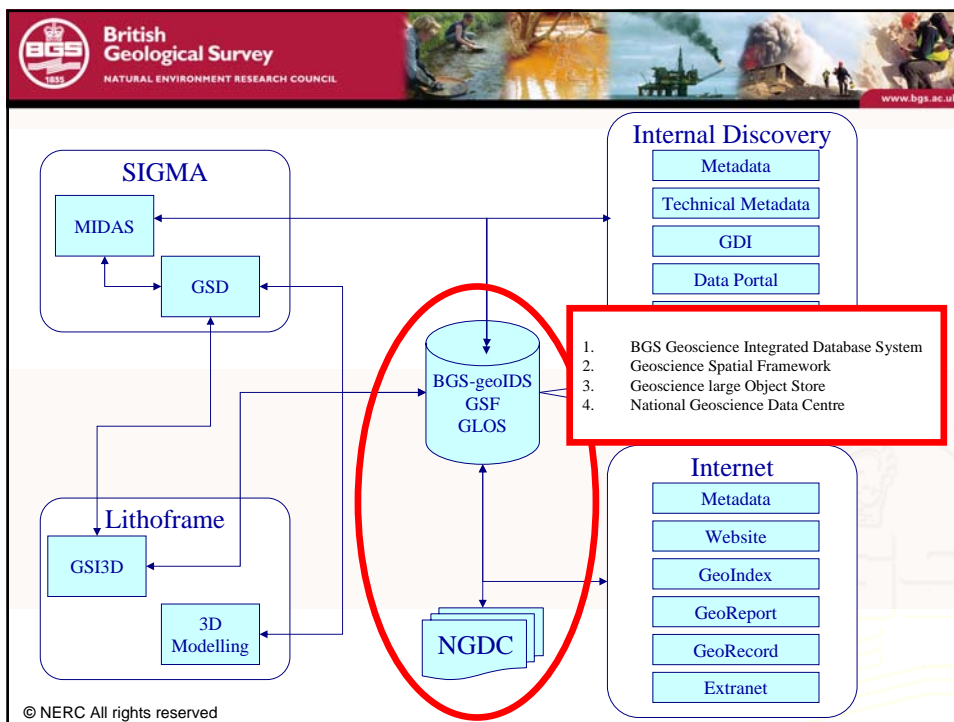 British
Geological Survey
NATURAL ENVIRONMENT RESEARCH COUNCIL
BGS
1835
www.bgs.ac.uk
SIGMA
MIDAS
GSD
Internal Discovery
Metadata
Technical Metadata
GDI
Data Portal
BGS-geoIDS
GSF
GLOS
1. BGS Geoscience Integrated Database System
2. Geoscience Spatial Framework
3. Geoscience large Object Store
4. National Geoscience Data Centre
Lithoframe
GSI3D
3D
Modelling
NGDC
Internet
Metadata
Website
GeoIndex
GeoReport
GeoRecord
Extranet
© NERC All rights reserved